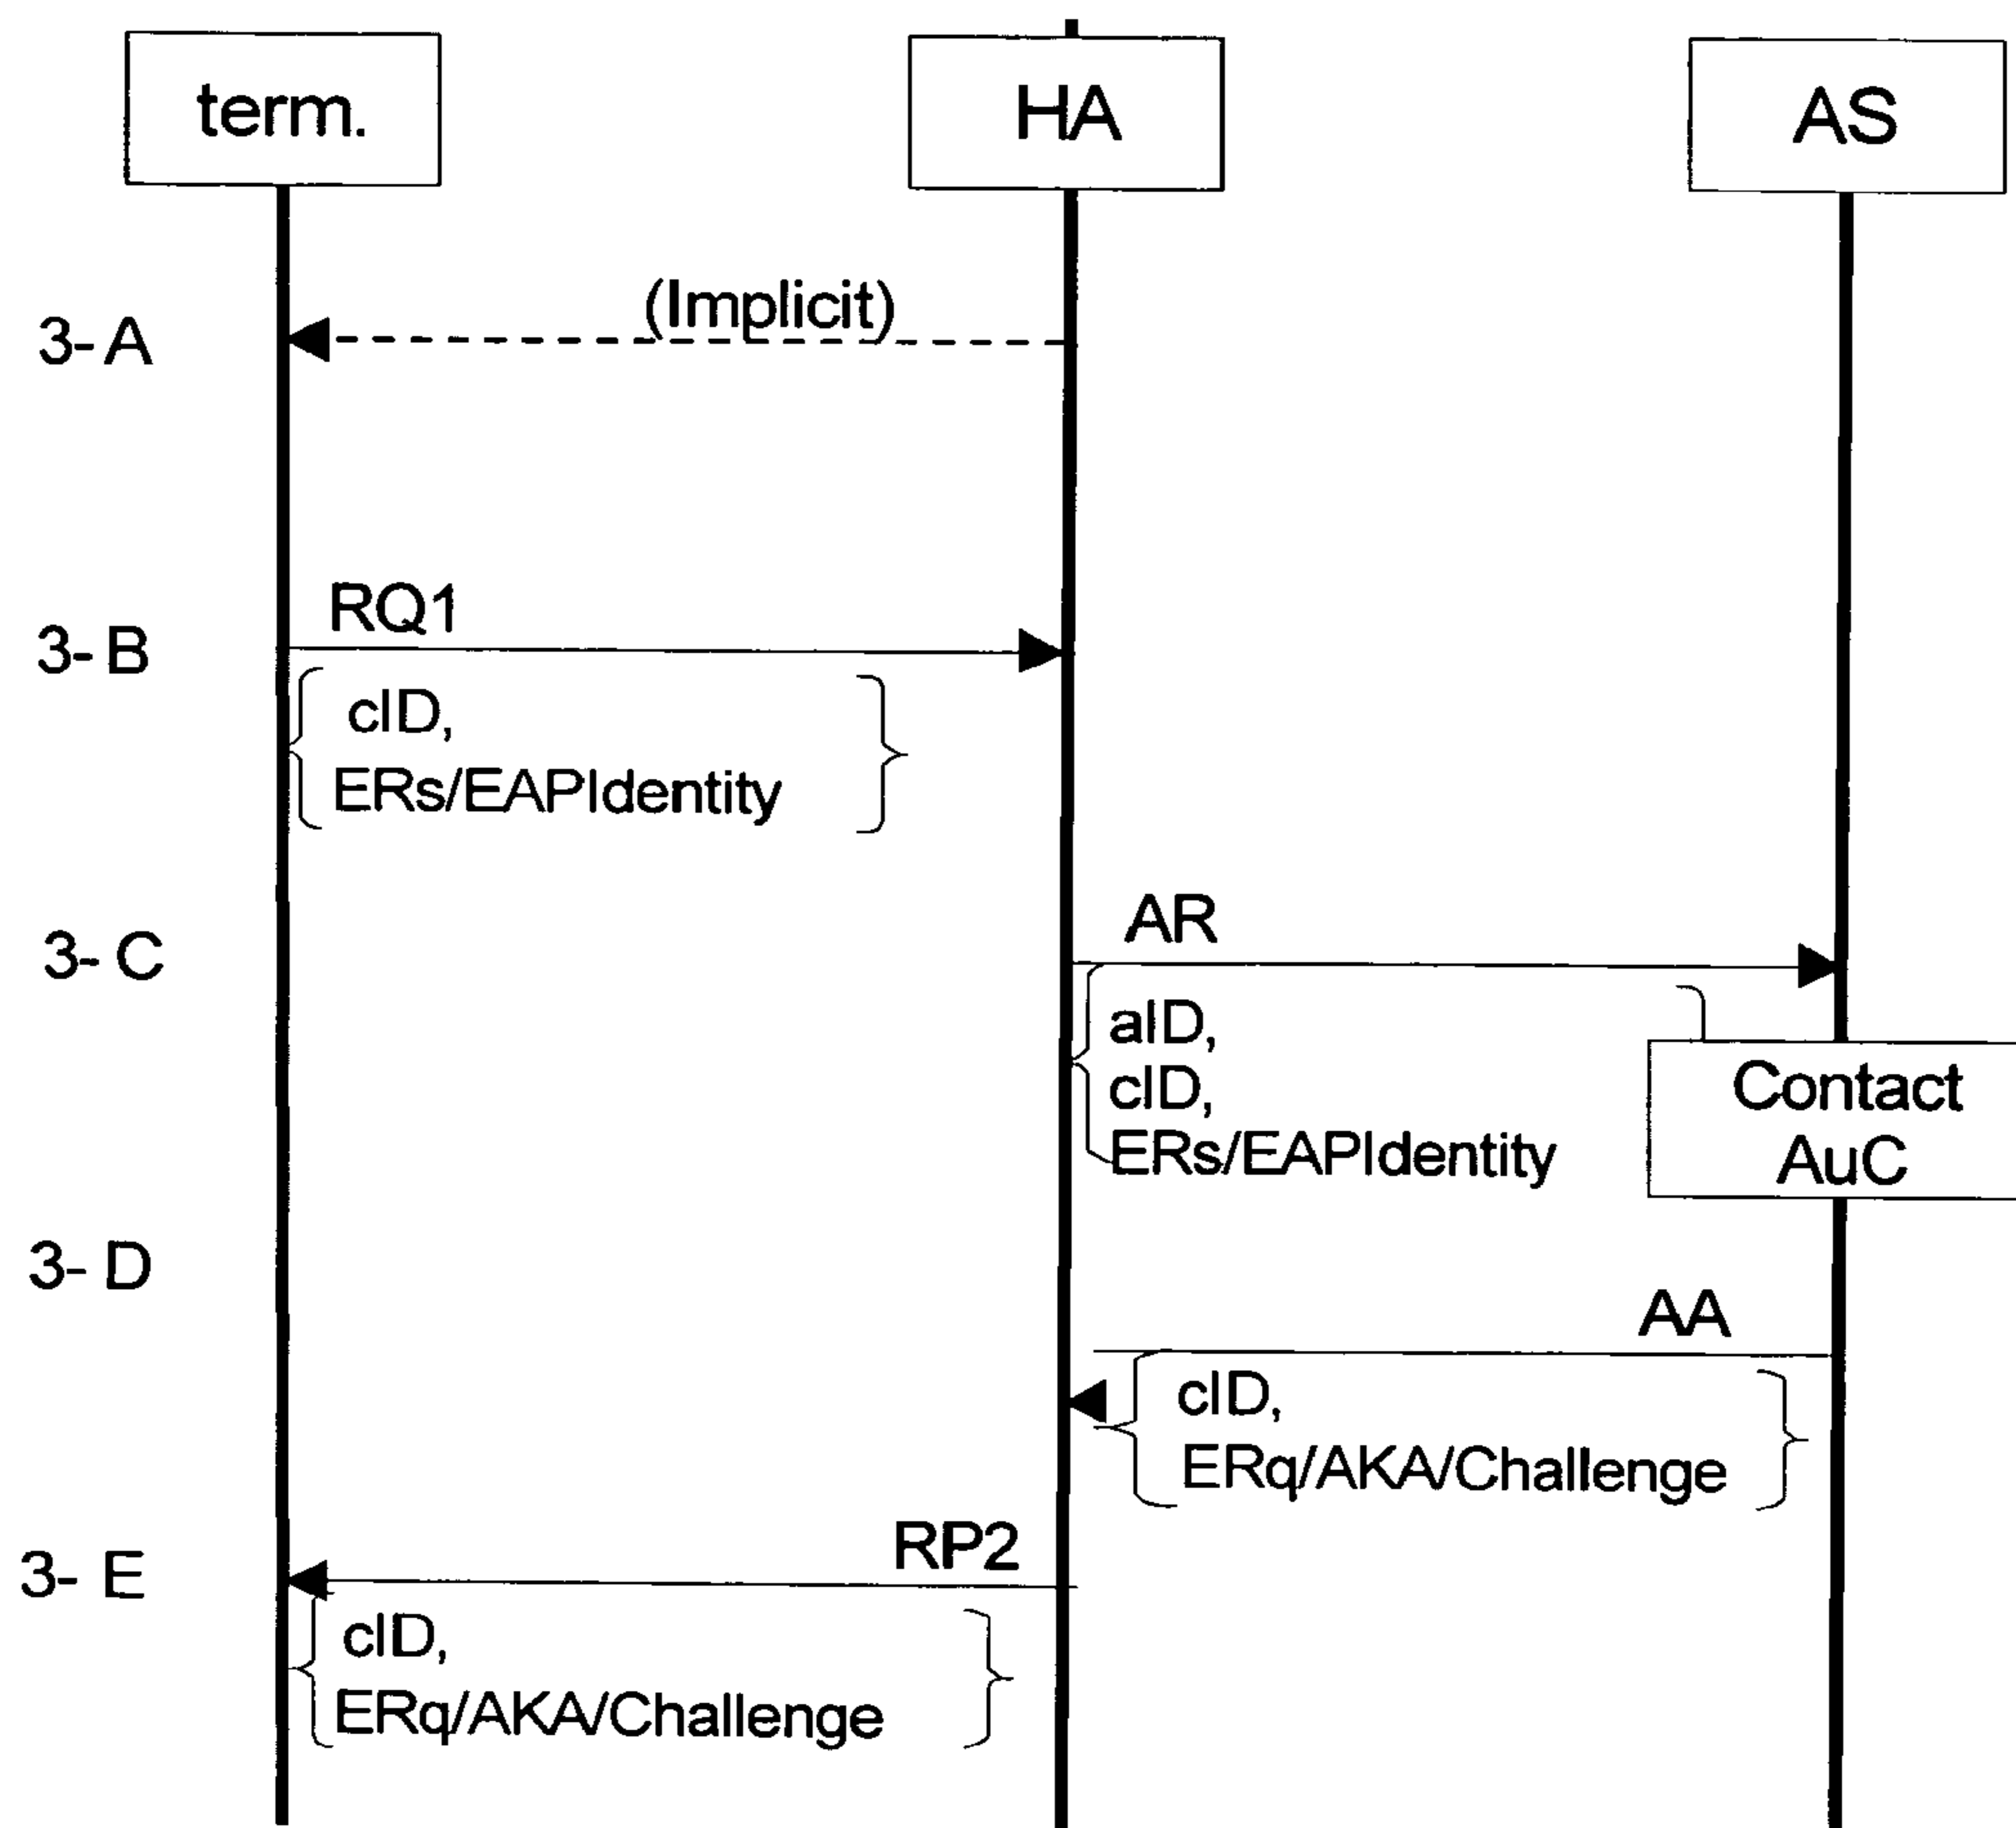 term.
HA
AS
(Implicit)
3- A
RQ1
3- B
cID,
ERs/EAPIdentity
AR
3- C
aID,
cID,
ERs/EAPIdentity
Contact
AuC
3- D
AA
cID,
ERq/AKA/Challenge
RP2
3- E
cID,
ERq/AKA/Challenge